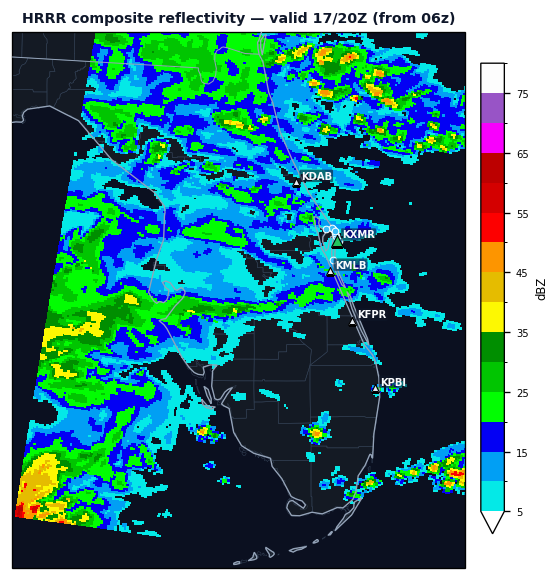 HRRR composite reflectivity — valid 17/20Z (from 06z)
KDAB
KXMR
KMLB
KFPR
KPBI
75
65
55
45
35
25
15
5
dBZ